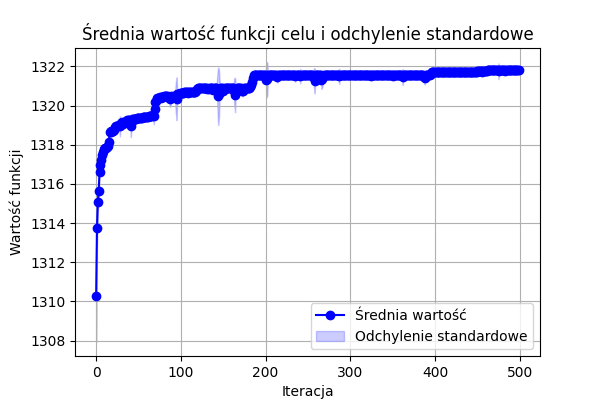 Średnia wartość funkcji celu i odchylenie standardowe
1322
1320
1318
1316
1314
1312
1310
1308
Wartość funkcji
0 100 200 300 400 500
Iteracja
Średnia wartość
Odchylenie standardowe